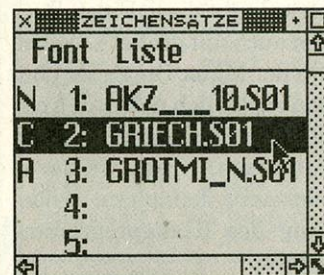 ZEICHENSÄTZE
Font Liste
N 1: AKZ___10.S01
C 2: GRIECH.S01
A 3: GROTMI_N.S01
4:
5: